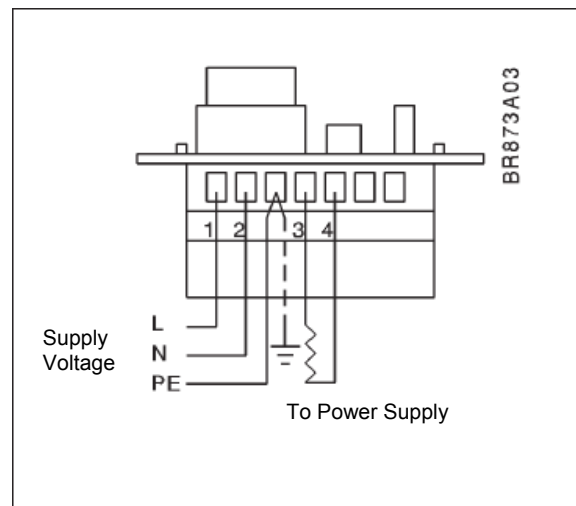 BR873A03
1 2 3 4
L
Supply
Voltage
N
PE
To Power Supply